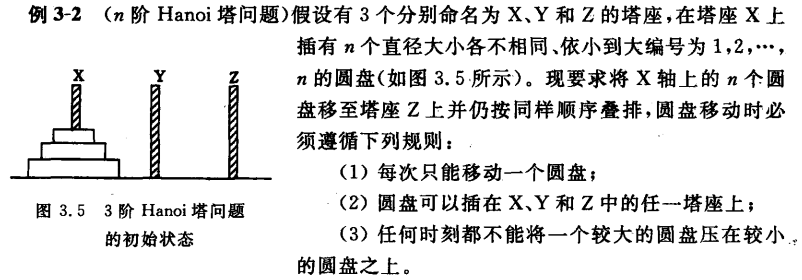 例 3-2 (n 阶 Hanoi 塔问题)假设有 3 个分别命名为 X、Y 和 Z 的塔座,在塔座 X 上
插有 n 个直径大小各不相同、依小到大编号为 1,2,…,
n 的圆盘(如图 3.5 所示)。现要求将 X 轴上的 n 个圆
盘移至塔座 Z 上并仍按同样顺序叠排,圆盘移动时必
须遵循下列规则:
(1) 每次只能移动一个圆盘;
(2) 圆盘可以插在 X、Y 和 Z 中的任一塔座上;
(3) 任何时刻都不能将一个较大的圆盘压在较小
的圆盘之上。
X Y Z
图 3.5 3 阶 Hanoi 塔问题
的初始状态